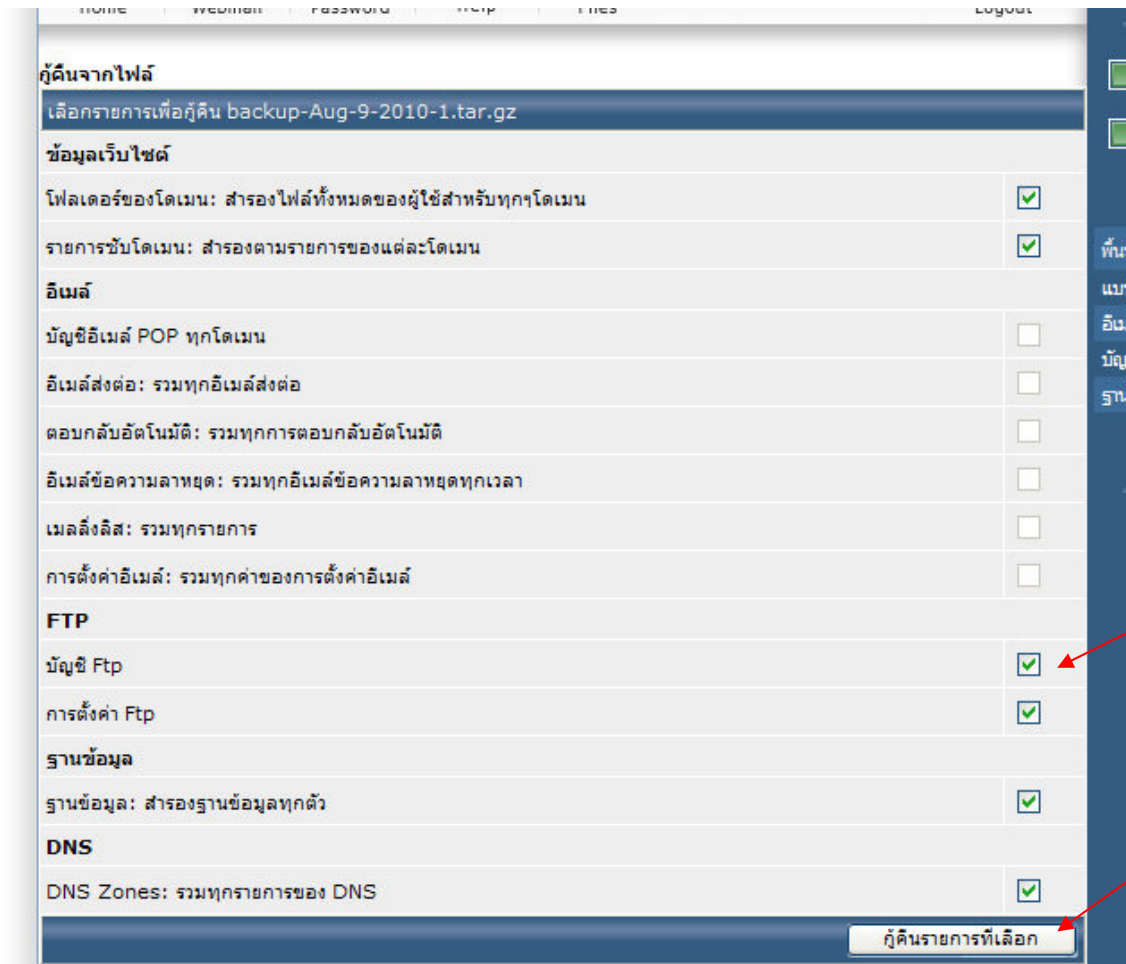 กู้คืนจากไฟล์
เลือกรายการเพื่อกู้คืน backup-Aug-9-2010-1.tar.gz
ข้อมูลเว็บไซต์
โฟลเดอร์ของโดเมน: สำรองไฟล์ทั้งหมดของผู้ใช้สำหรับทุกๆโดเมน
รายการซับโดเมน: สำรองตามรายการของแต่ละโดเมน
อีเมล์
บัญชีอีเมล์ POP ทุกโดเมน
อีเมล์ส่งต่อ: รวมทุกอีเมล์ส่งต่อ
ตอบกลับอัตโนมัติ: รวมทุกการตอบกลับอัตโนมัติ
อีเมล์ข้อความลาหยุด: รวมทุกอีเมล์ข้อความลาหยุดทุกเวลา
เมลลิ่งลิส: รวมทุกรายการ
การตั้งค่าอีเมล์: รวมทุกค่าของการตั้งค่าอีเมล์
FTP
บัญชี Ftp
การตั้งค่า Ftp
ฐานข้อมูล
ฐานข้อมูล: สำรองฐานข้อมูลทุกตัว
DNS
DNS Zones: รวมทุกรายการของ DNS
กู้คืนรายการที่เลือก